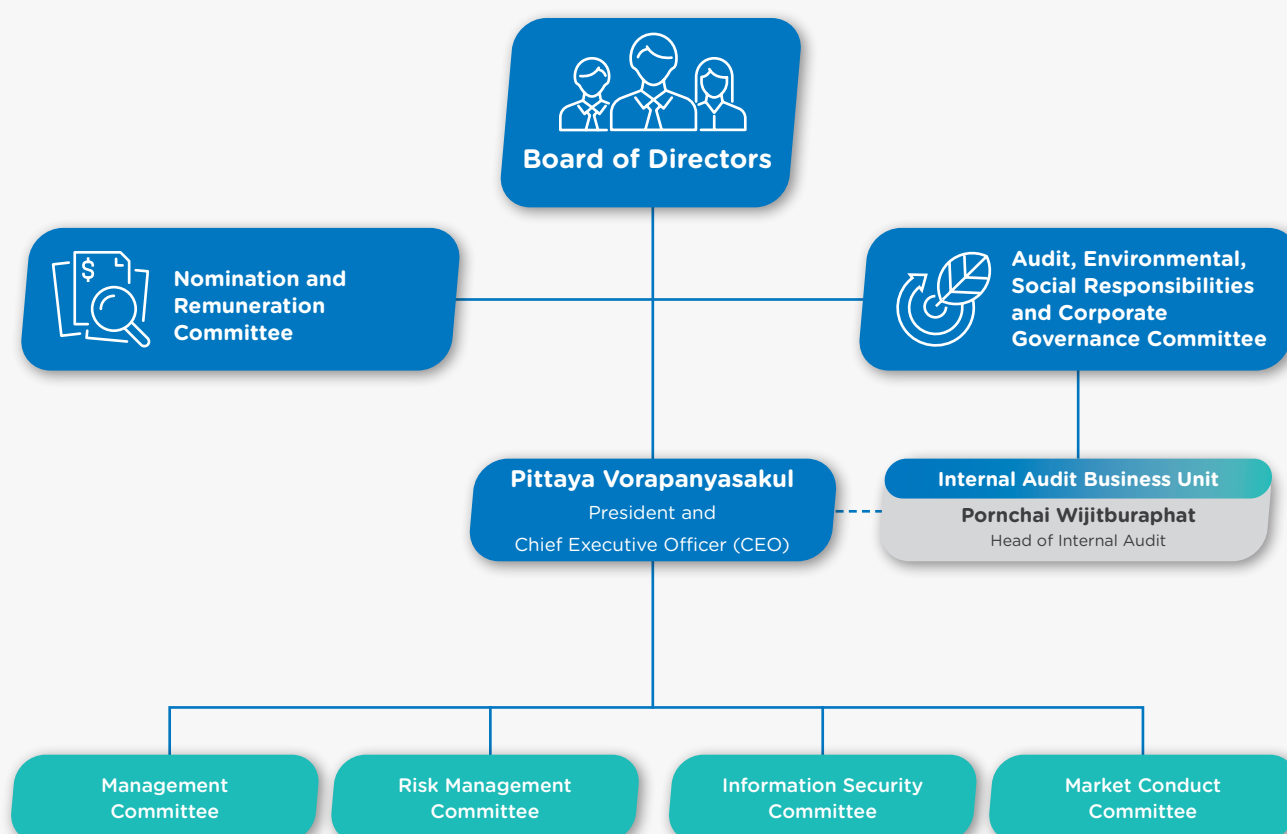 Board of Directors
Nomination and
Remuneration
Committee
Audit, Environmental,
Social Responsibilities
and Corporate
Governance Committee
Pittaya Vorapanyasakul
President and
Chief Executive Officer (CEO)
Internal Audit Business Unit
Pornchai Wijitburaphat
Head of Internal Audit
Management
Committee
Risk Management
Committee
Information Security
Committee
Market Conduct
Committee